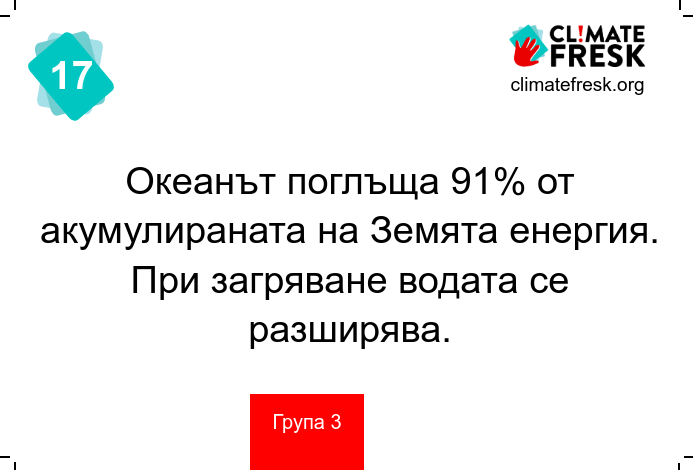 17
CL!MATE
FRESK
climatefresk.org
Океанът поглъща 91% от
акумулираната на Земята енергия.
При загряване водата се
разширява.
Група 3